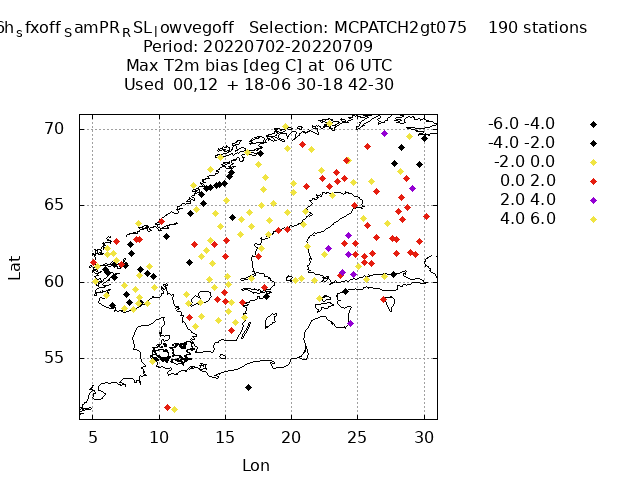 6h_sfxoff_SamPR_RSL_lowvegoff Selection: MCPATCH2gt075 190 stations
Period: 20220702-20220709
Max T2m bias [deg C] at 06 UTC
Used 00,12 + 18-06 30-18 42-30
-6.0 -4.0
-4.0 -2.0
-2.0 0.0
0.0 2.0
2.0 4.0
4.0 6.0
70
65
60
55
Lat
5 10 15 20 25 30
Lon